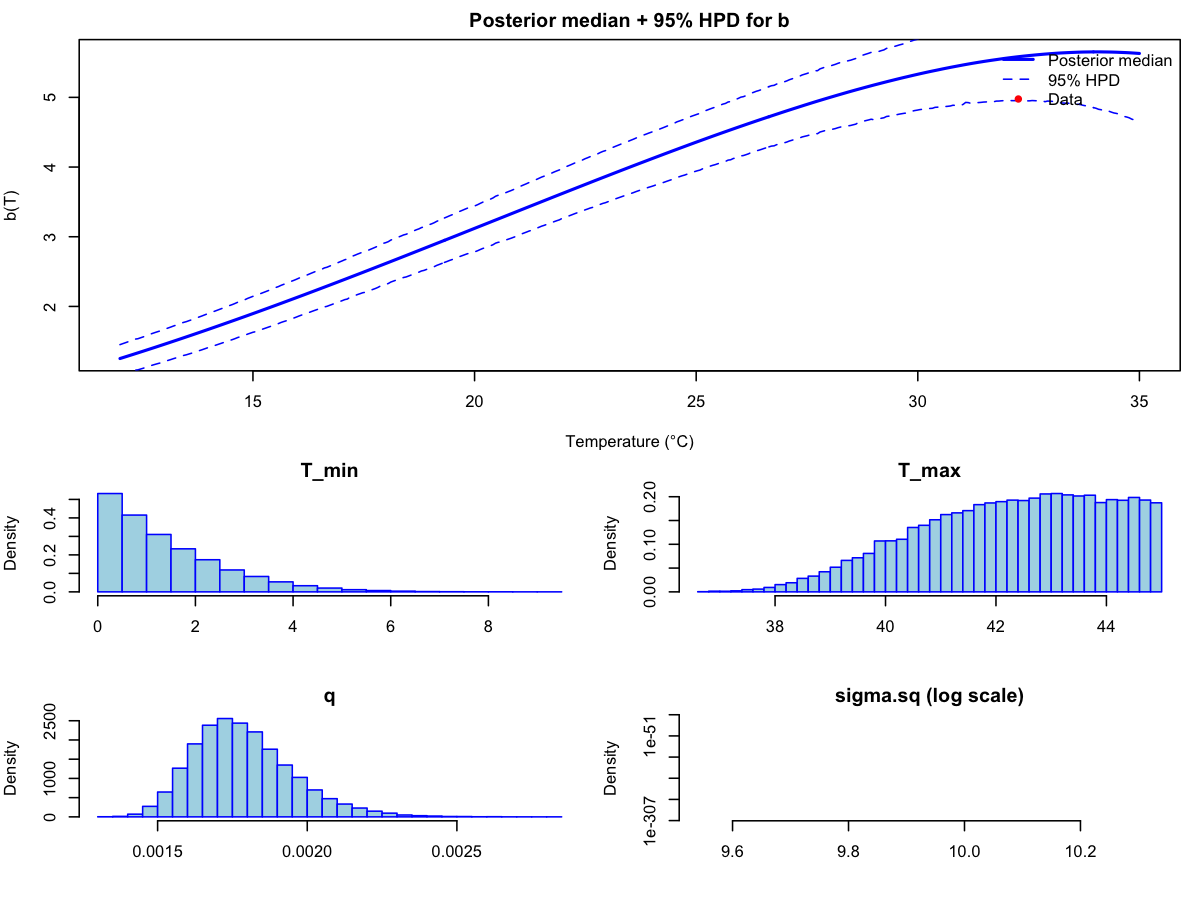 Posterior median + 95% HPD for b
b(T)
5
4
3
2
Posterior median
95% HPD
Data
15 20 25 30 35
Temperature (°C)
T_min
Density
0.4
0.2
0.0
0 2 4 6 8
T_max
Density
0.20
0.10
0.00
38 40 42 44
q
Density
2500
1000
0
0.0015 0.0020 0.0025
sigma.sq (log scale)
Density
1e-51
1e-307
9.6 9.8 10.0 10.2